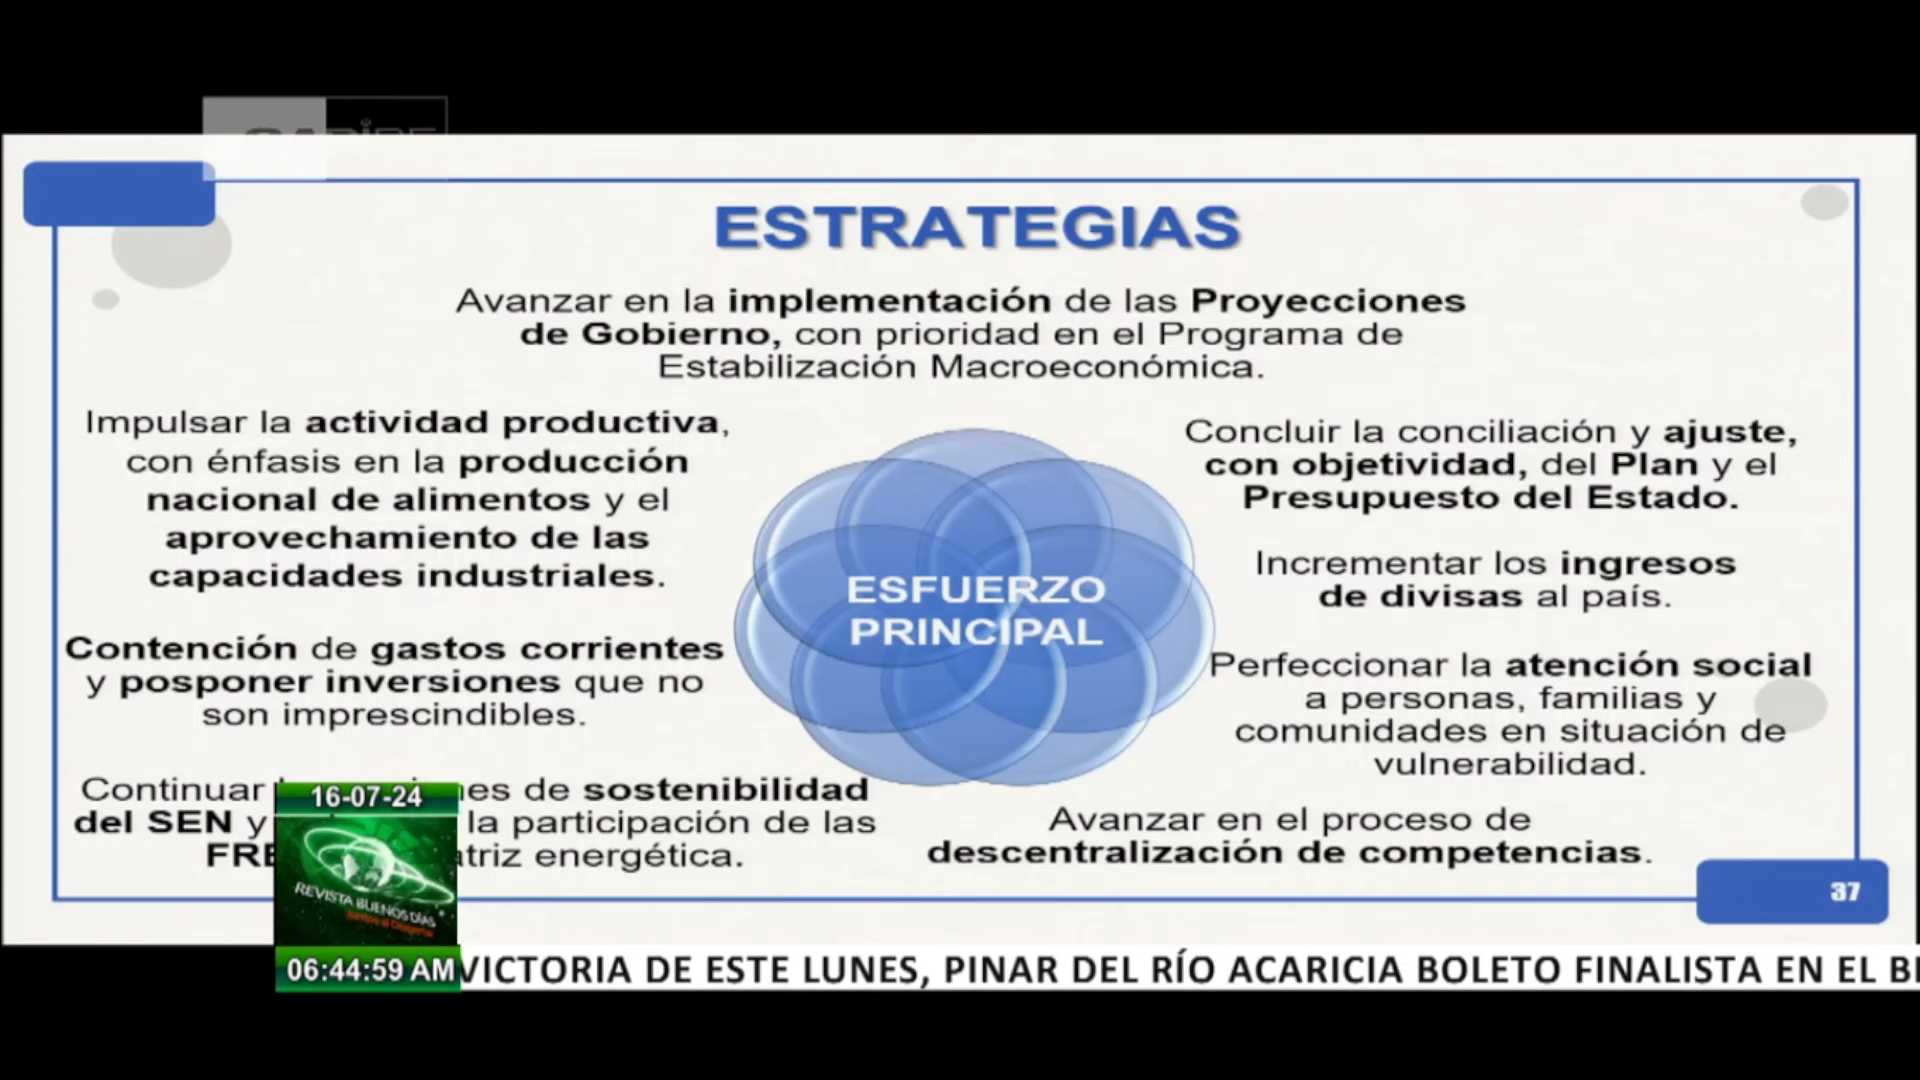 ESTRATEGIAS
Avanzar en la implementación de las Proyecciones
de Gobierno, con prioridad en el Programa de
Estabilización Macroeconómica.
Impulsar la actividad productiva,
con énfasis en la producción
nacional de alimentos y el
aprovechamiento de las
capacidades industriales.
Contención de gastos corrientes
y posponer inversiones que no
son imprescindibles.
Continuar de sostenibilidad
del SEN y la participación de las
energética.
ESFUERZO
PRINCIPAL
Concluir la conciliación y ajuste,
con objetividad, del Plan y el
Presupuesto del Estado.
Incrementar los ingresos
de divisas al país.
Perfeccionar la atención social
a personas, familias y
comunidades en situación de
vulnerabilidad.
Avanzar en el proceso de
descentralización de competencias.
37
16-07-24
REVISTA BUENOS DÍAS
06:44:59 AM
VICTORIA DE ESTE LUNES, PINAR DEL RÍO ACARICIA BOLETO FINALISTA EN EL